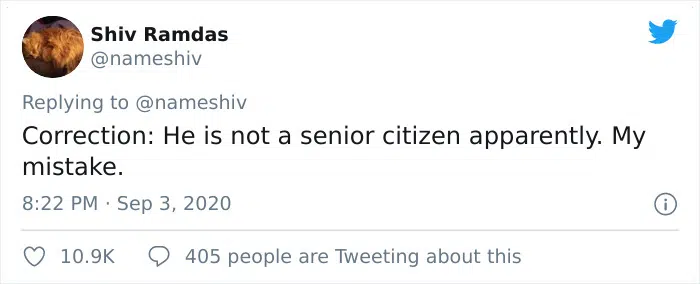 Shiv Ramdas
@nameshiv
Replying to @nameshiv
Correction: He is not a senior citizen apparently. My
mistake.
8:22 PM · Sep 3, 2020
10.9K 405 people are Tweeting about this